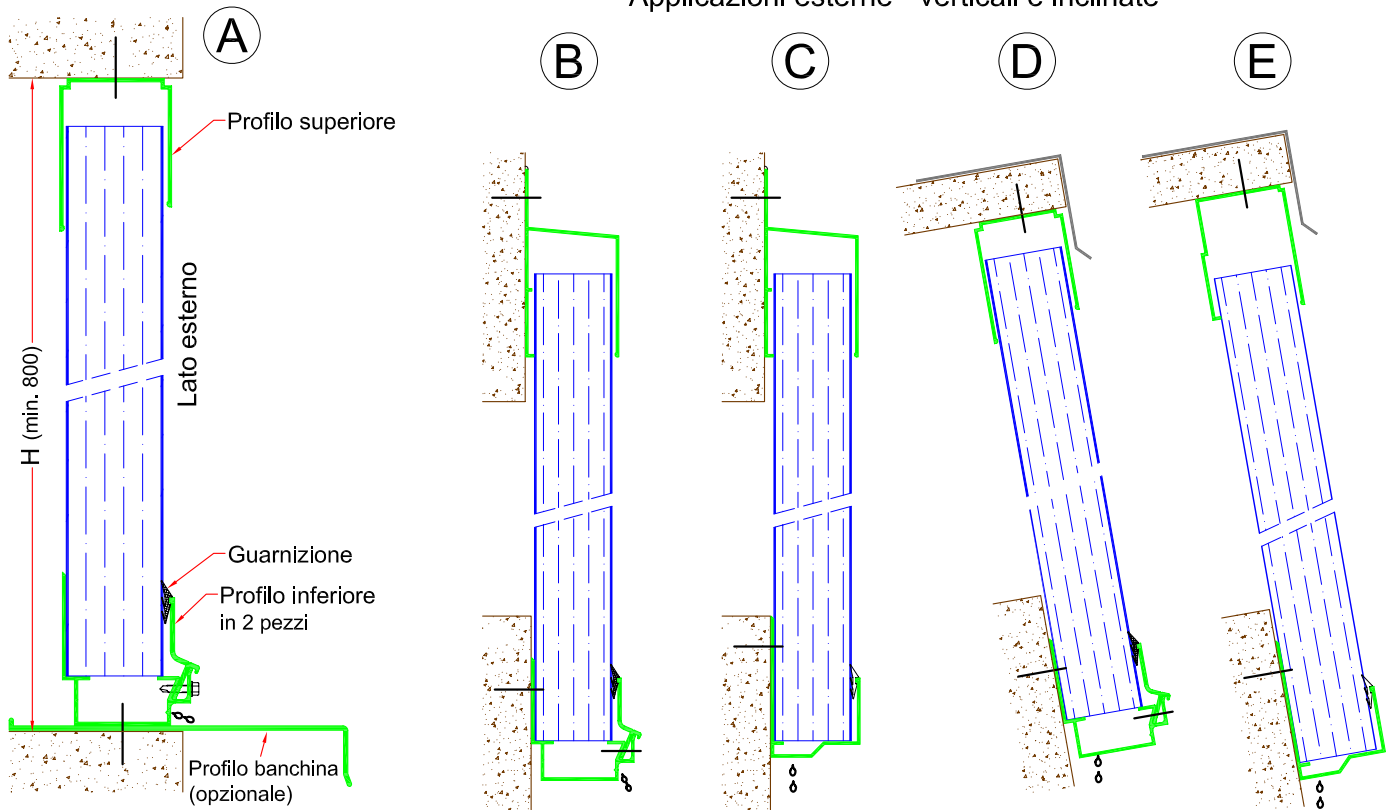 Applicazioni esterne - verticali e inclinate
A
B
C
D
E
Profilo superiore
Lato esterno
H (min. 800)
Guarnizione
Profilo inferiore
in 2 pezzi
Profilo banchina
(opzionale)